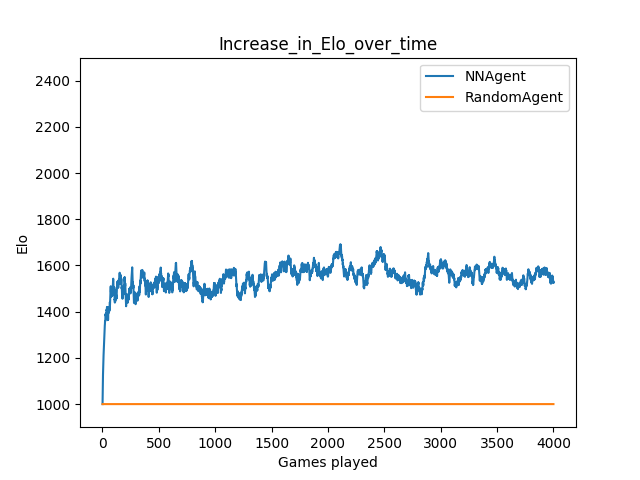 Increase_in_Elo_over_time
NNAgent
RandomAgent
2400
2200
2000
1800
1600
1400
1200
1000
Elo
0 500 1000 1500 2000 2500 3000 3500 4000
Games played